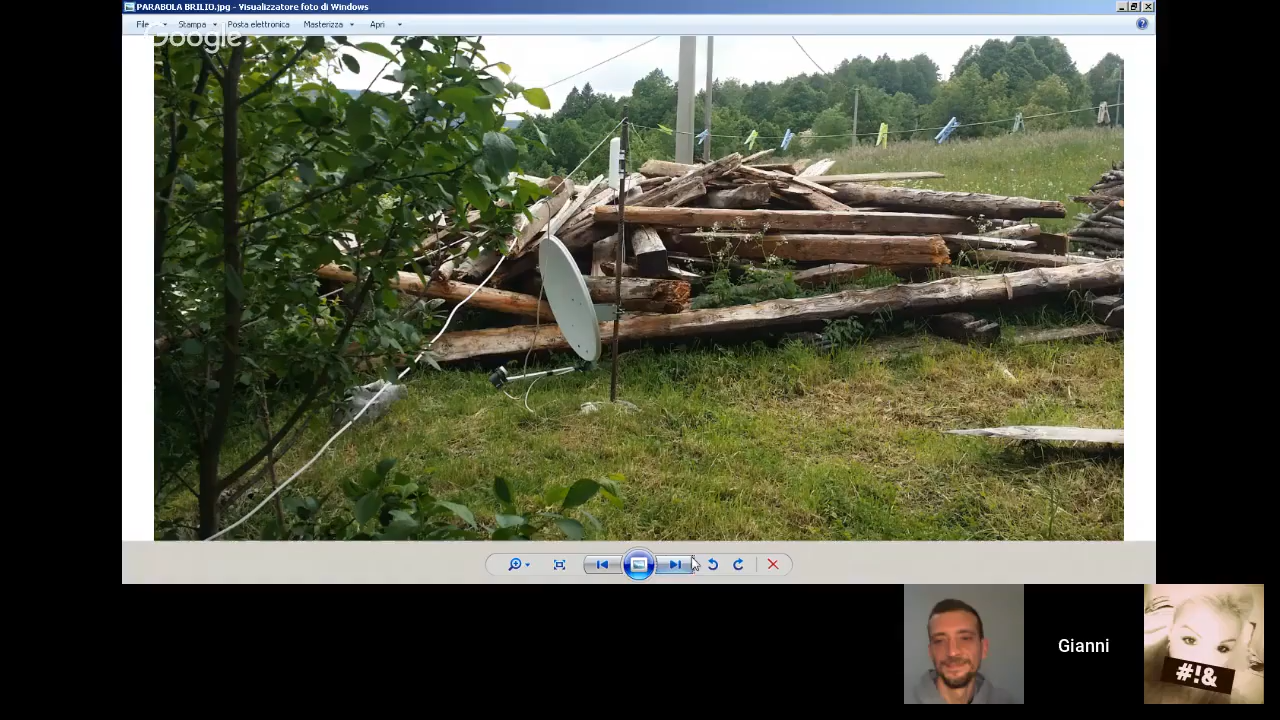 PARABOLA BRILIO.jpg - Visualizzatore foto di Windows
File Stampa Posta elettronica Masterizza Apri
Google
Gianni
#!&